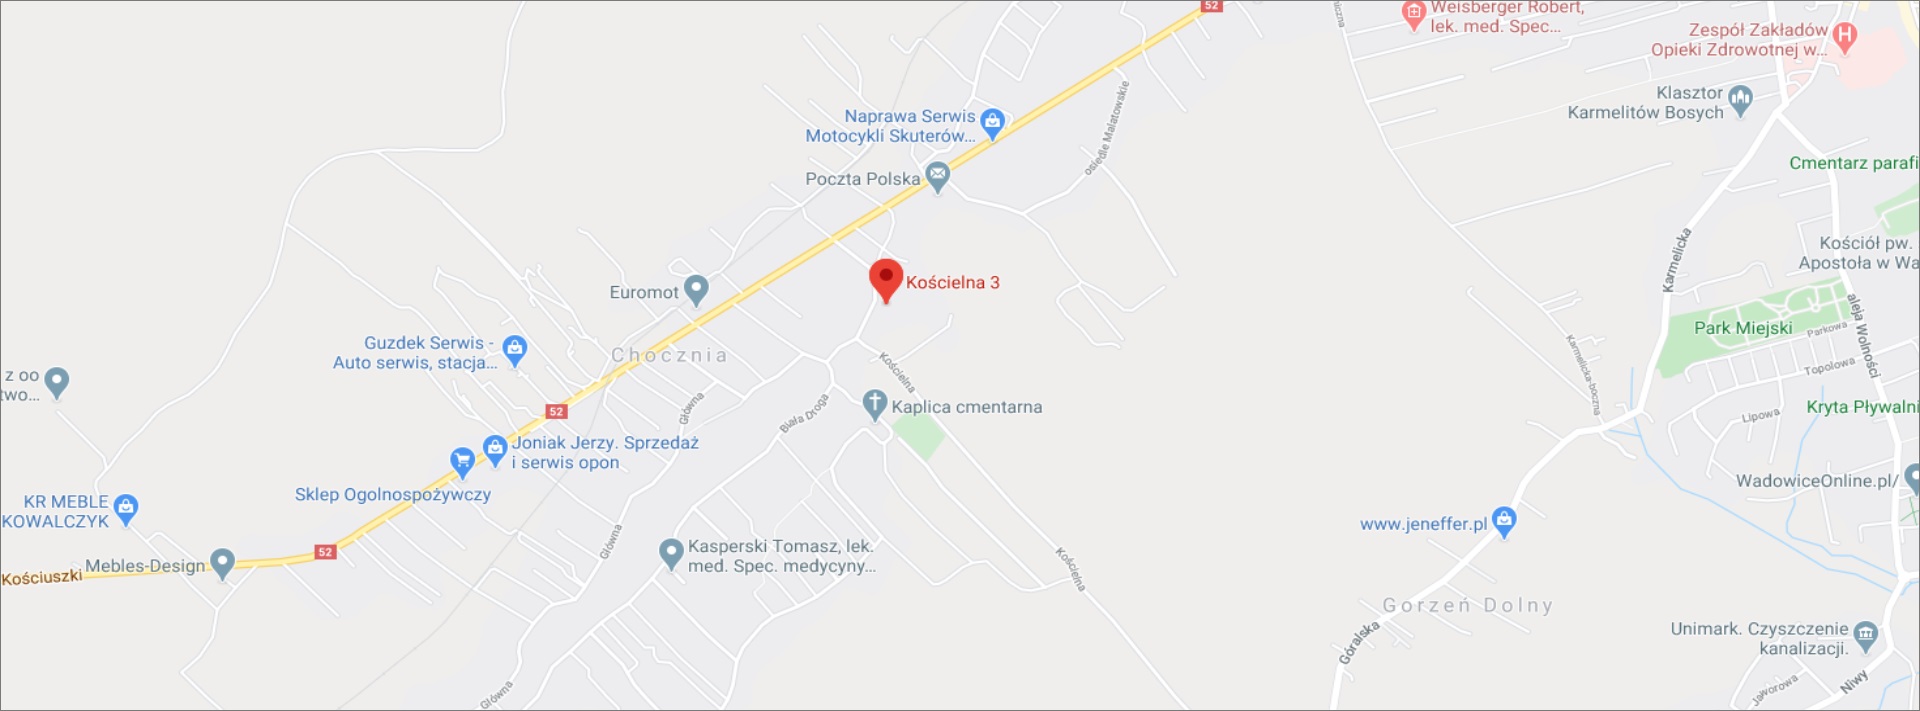 52
niczna
Weisberger Robert,
lek. med. Spec...
Zespół Zakładów
Opieki Zdrowotnej w...
Klasztor
Karmelitów Bosych
Naprawa Serwis
Motocykli Skuterów...
osiedle Malatowskie
Poczta Polska
Cmentarz parafi
Kościół pw.
Apostoła w Wa
Karmelicka
Kościelna 3
Euromot
Park Miejski
Parkowa
aleja Wolności
Guzdek Serwis -
Auto serwis, stacja...
Chocznia
Kościelna
Karmelicka-boczna
Topolowa
z oo
two...
52
Główna
Biała Droga
Kaplica cmentarna
Lipowa
Kryta Pływalni
Joniak Jerzy. Sprzedaż
i serwis opon
Sklep Ogolnospożywczy
WadowiceOnline.pl/
KR MEBLE
KOWALCZYK
www.jeneffer.pl
52
Główna
Kasperski Tomasz, lek.
med. Spec. medycyny...
Kościelna
Mebles-Design
Kościuszki
Gorzeń Dolny
Góralska
Unimark. Czyszczenie
kanalizacji.
Główna
Jaworowa
Niwy